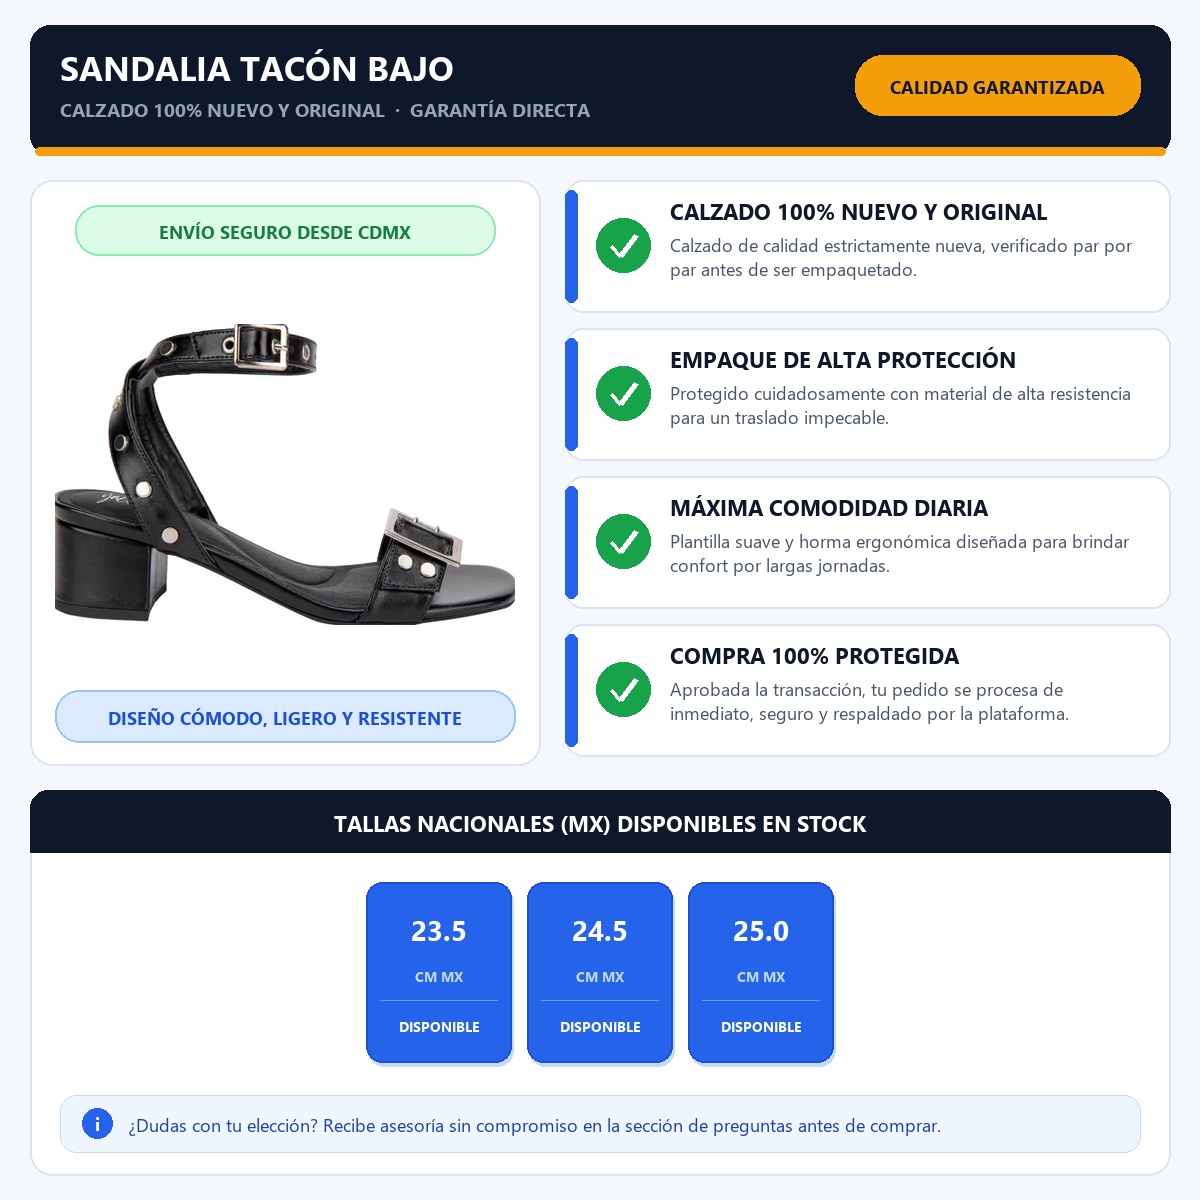 SANDALIA TACÓN BAJO
CALZADO 100% NUEVO Y ORIGINAL · GARANTÍA DIRECTA
CALIDAD GARANTIZADA
ENVÍO SEGURO DESDE CDMX
DISEÑO CÓMODO, LIGERO Y RESISTENTE
CALZADO 100% NUEVO Y ORIGINAL
Calzado de calidad estrictamente nueva, verificado par por
par antes de ser empaquetado.
EMPAQUE DE ALTA PROTECCIÓN
Protegido cuidadosamente con material de alta resistencia
para un traslado impecable.
MÁXIMA COMODIDAD DIARIA
Plantilla suave y horma ergonómica diseñada para brindar
confort por largas jornadas.
COMPRA 100% PROTEGIDA
Aprobada la transacción, tu pedido se procesa de
inmediato, seguro y respaldado por la plataforma.
TALLAS NACIONALES (MX) DISPONIBLES EN STOCK
23.5
CM MX
DISPONIBLE
24.5
CM MX
DISPONIBLE
25.0
CM MX
DISPONIBLE
¿Dudas con tu elección? Recibe asesoría sin compromiso en la sección de preguntas antes de comprar.